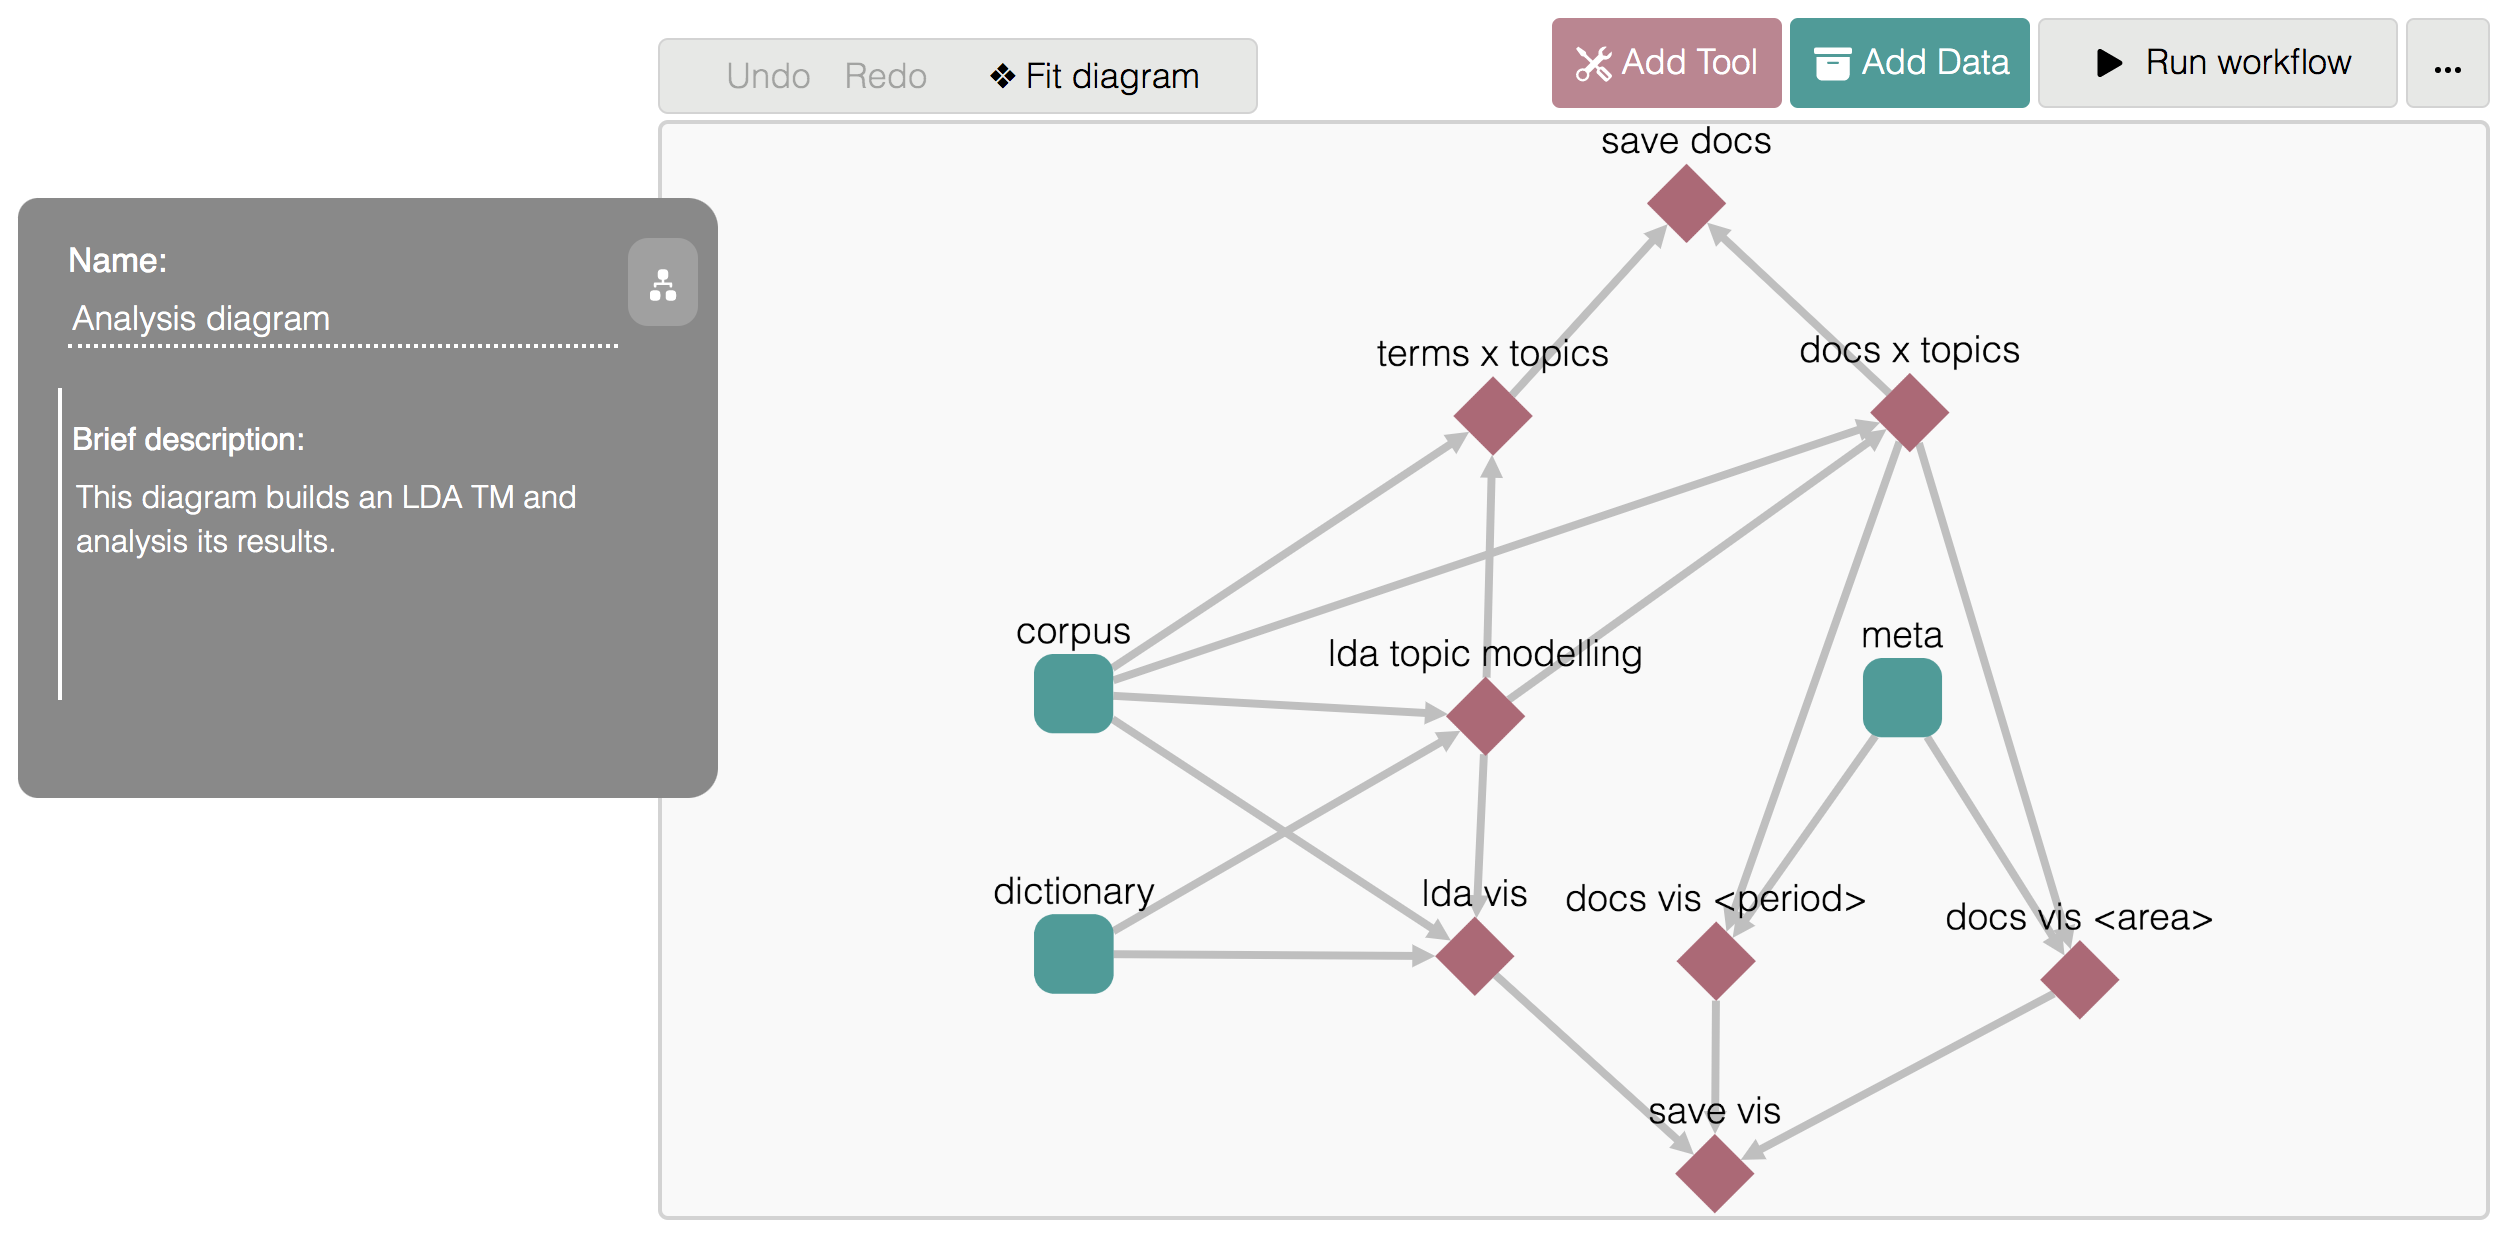 Undo Redo ❖ Fit diagram
Add Tool
Add Data
Run workflow
...
Name:
Analysis diagram
Brief description:
This diagram builds an LDA TM and
analysis its results.
save docs
terms x topics
docs x topics
corpus
lda topic modelling
meta
dictionary
lda vis
docs vis <period>
docs vis <area>
save vis